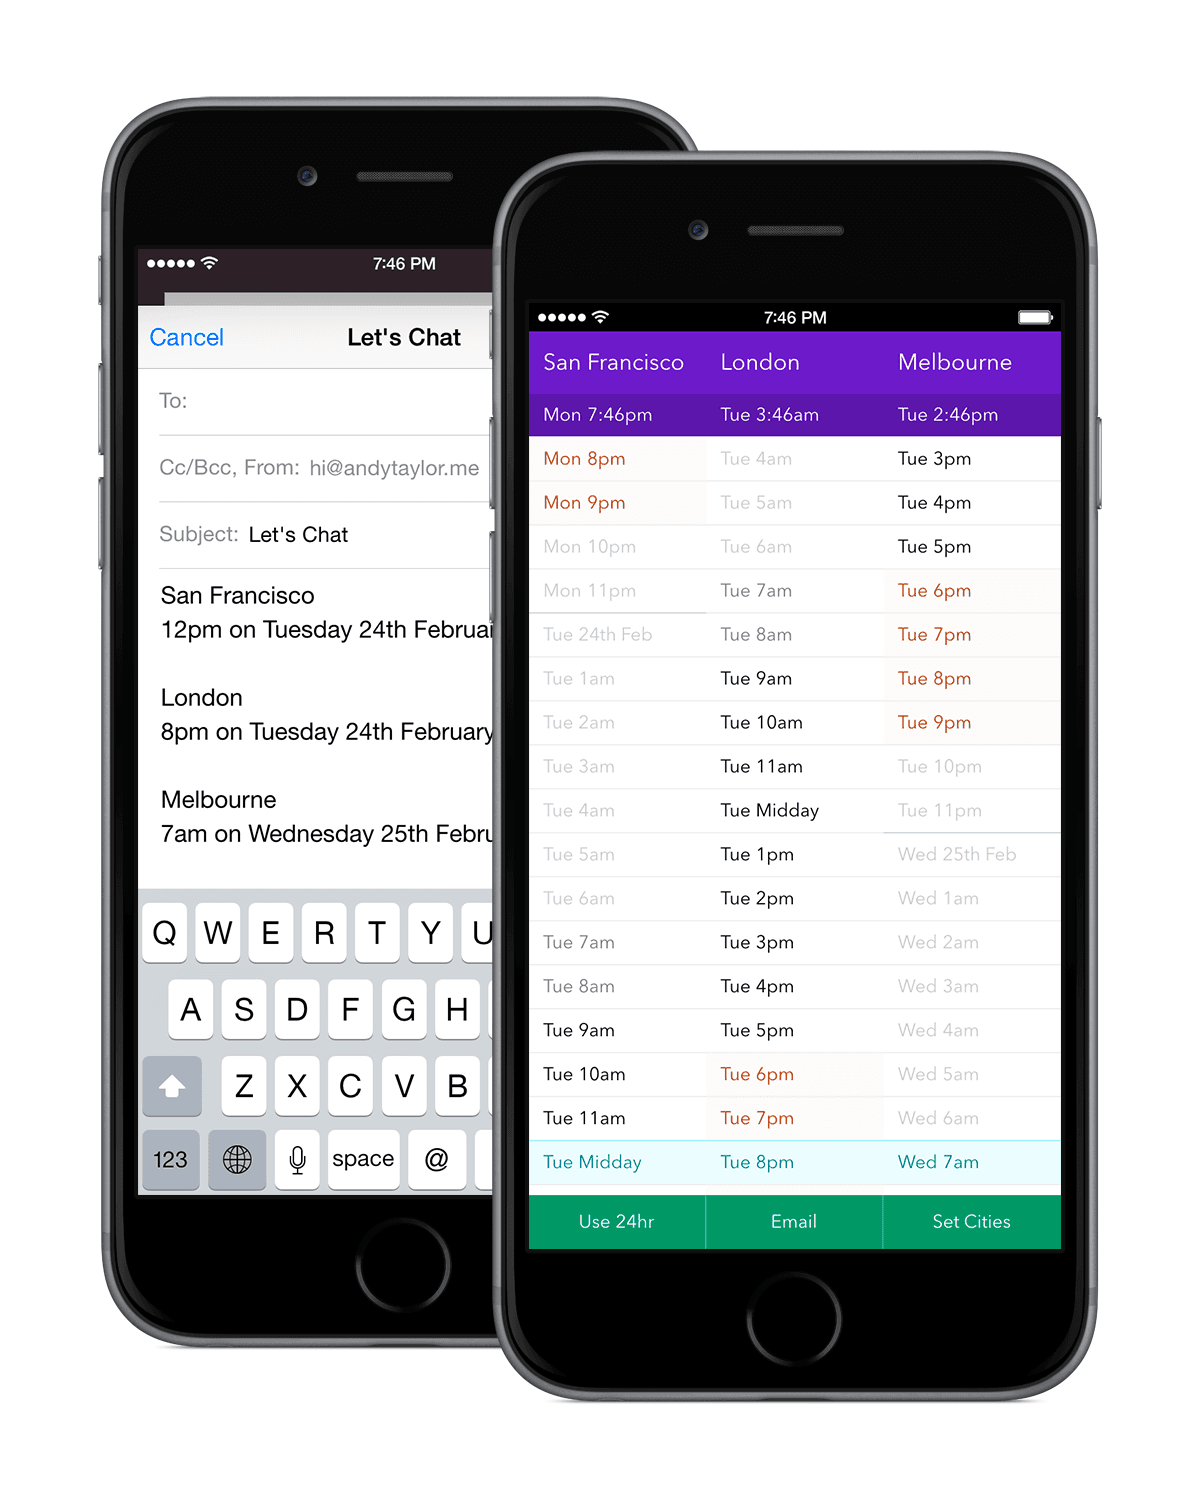 7:46 PM
Cancel
Let's Chat
To:
Cc/Bcc, From: hi@andytaylor.me
Subject: Let's Chat
San Francisco
12pm on Tuesday 24th
London
8pm on Tuesday 24th February
Melbourne
7am on Wednesday 25th
Q W E R T Y U
A S D F G H
Z X C V B
123 space @
7:46 PM
San Francisco London Melbourne
Mon 7:46pm Tue 3:46am Tue 2:46pm
Mon 8pm Tue 4am Tue 3pm
Mon 9pm Tue 5am Tue 4pm
Mon 10pm Tue 6am Tue 5pm
Mon 11pm Tue 7am Tue 6pm
Tue 24th Feb Tue 8am Tue 7pm
Tue 1am Tue 9am Tue 8pm
Tue 2am Tue 10am Tue 9pm
Tue 3am Tue 11am Tue 10pm
Tue 4am Tue Midday Tue 11pm
Tue 5am Tue 1pm Wed 25th Feb
Tue 6am Tue 2pm Wed 1am
Tue 7am Tue 3pm Wed 2am
Tue 8am Tue 4pm Wed 3am
Tue 9am Tue 5pm Wed 4am
Tue 10am Tue 6pm Wed 5am
Tue 11am Tue 7pm Wed 6am
Tue Midday Tue 8pm Wed 7am
Use 24hr Email Set Cities